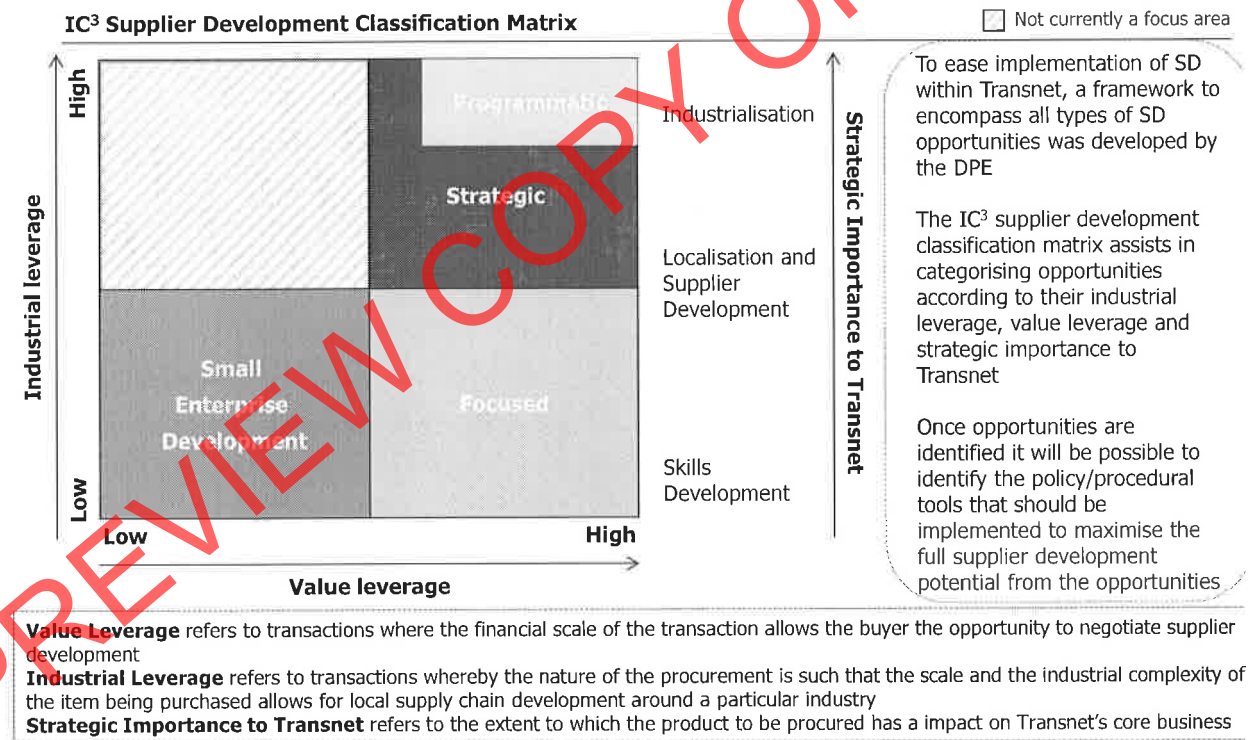 IC³ Supplier Development Classification Matrix
Not currently a focus area
High
Industrial leverage
Low
Programmatic
Strategic
Small
Enterprise
Development
Focused
Low
High
Value leverage
Industrialisation
Localisation and
Supplier
Development
Skills
Development
Strategic Importance to Transnet
To ease implementation of SD
within Transnet, a framework to
encompass all types of SD
opportunities was developed by
the DPE
The IC³ supplier development
classification matrix assists in
categorising opportunities
according to their industrial
leverage, value leverage and
strategic importance to
Transnet
Once opportunities are
identified it will be possible to
identify the policy/procedural
tools that should be
implemented to maximise the
full supplier development
potential from the opportunities
Value Leverage refers to transactions where the financial scale of the transaction allows the buyer the opportunity to negotiate supplier
development
Industrial Leverage refers to transactions whereby the nature of the procurement is such that the scale and the industrial complexity of
the item being purchased allows for local supply chain development around a particular industry
Strategic Importance to Transnet refers to the extent to which the product to be procured has a impact on Transnet's core business
PREVIEW COPY